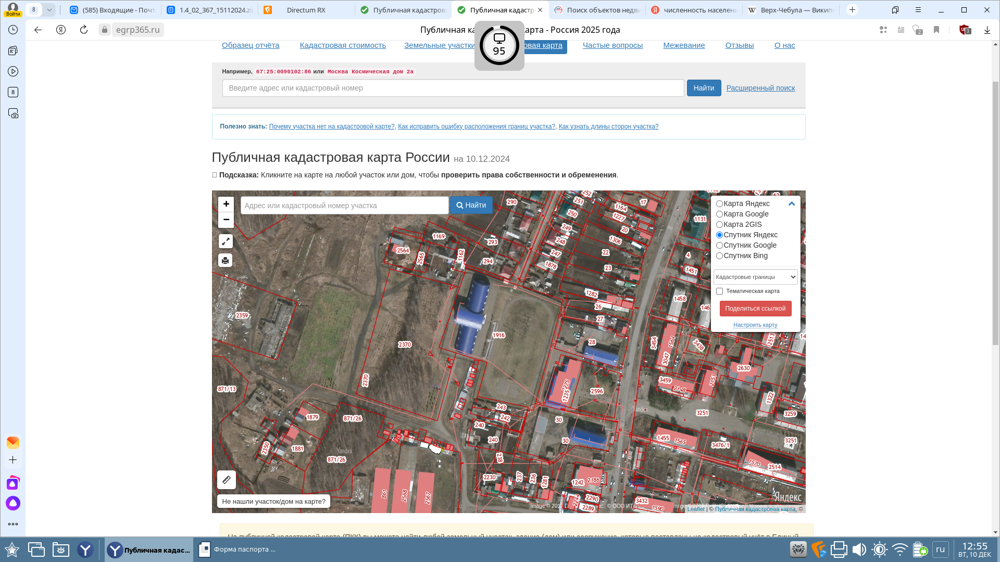 Войти
8
(585) Входящие - Почт
1.4_02_367_15112024.zi
Directum RX
Публичная кадастрова
Публичная кадастр
Поиск объектов недви
численность населени
Верх-Чебула — Википе
egrp365.ru
Публичная ка
арта - Россия 2025 года
95
2
3
8
Образец отчёта
Кадастровая стоимость
Земельные участки
овая карта
Частые вопросы
Межевание
Отзывы
О нас
Например, 67:25:0090102:86 или Москва Космическая дом 2а
Введите адрес или кадастровый номер
Найти
Расширенный поиск
Полезно знать: Почему участка нет на кадастровой карте?, Как исправить ошибку расположения границ участка?, Как узнать длины сторон участка?
Публичная кадастровая карта России на 10.12.2024
Подсказка: Кликните на карте на любой участок или дом, чтобы проверить права собственности и обременения.
+
−
Адрес или кадастровый номер участка
Найти
Карта Яндекс
Карта Google
Карта 2GIS
Спутник Яндекс
Спутник Google
Спутник Bing
Кадастровые границы
Тематическая карта
Поделиться ссылкой
Настроить карту
290
252
251
250
17
1164
1227
1131
249
20
1169
293
248
1306
2564
2565
1162
294
247
22
4
1878
23
1451
1282
1458
26
27
2359
1916
28
2370
3454
1564
3438
2513
3047
2630
2370
871/13
2275
1235
2596
3459
2148
2151
1322
243
242
3251
3259
1879
871/26
240
30
240
30
1455
1565
3476/1
3251
2350
1881
Yandex
Yandex
871/26
238
1570
2514
2230
237
236
1281
1242
2186
861
2568
2567
2244
2290
2289
3432
1590
Яндекс
Не нашли участок/дом на карте?
Leaflet | © Публичная кадастровая карта, ©
На публичной кадастровой карте (ПКК) вы можете найти любой земельный участок, здание (дом) или сооружение, которые поставлены на кадастровый учёт в Единый
Публичная кадас...
Форма паспорта ...
ru
12:55
ВТ, 10 ДЕК